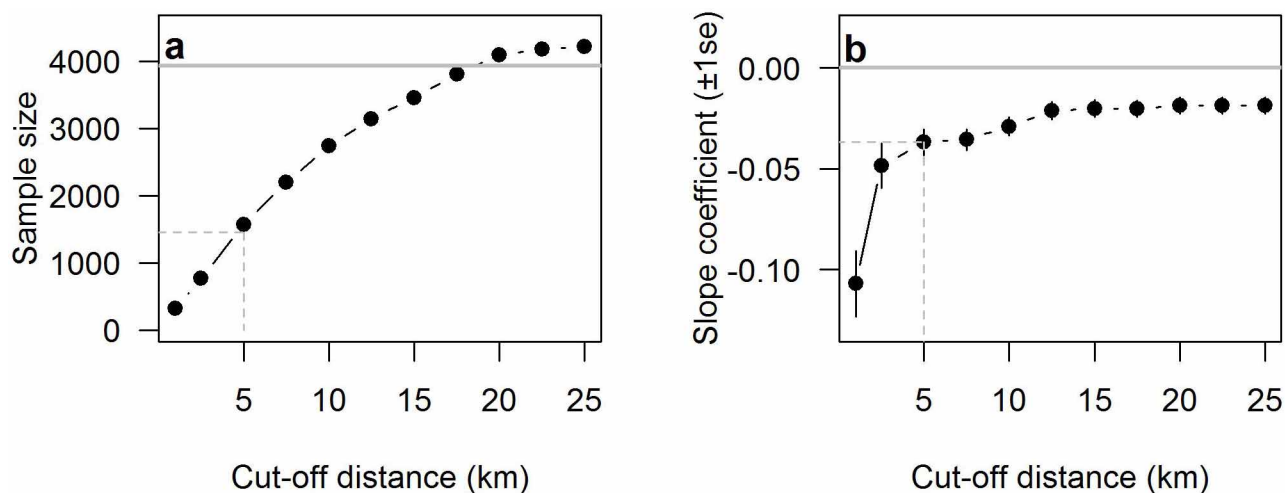 a
Sample size
4000
3000
2000
1000
0
5 10 15 20 25
Cut-off distance (km)
b
Slope coefficient (±1se)
0.00
-0.05
-0.10
5 10 15 20 25
Cut-off distance (km)